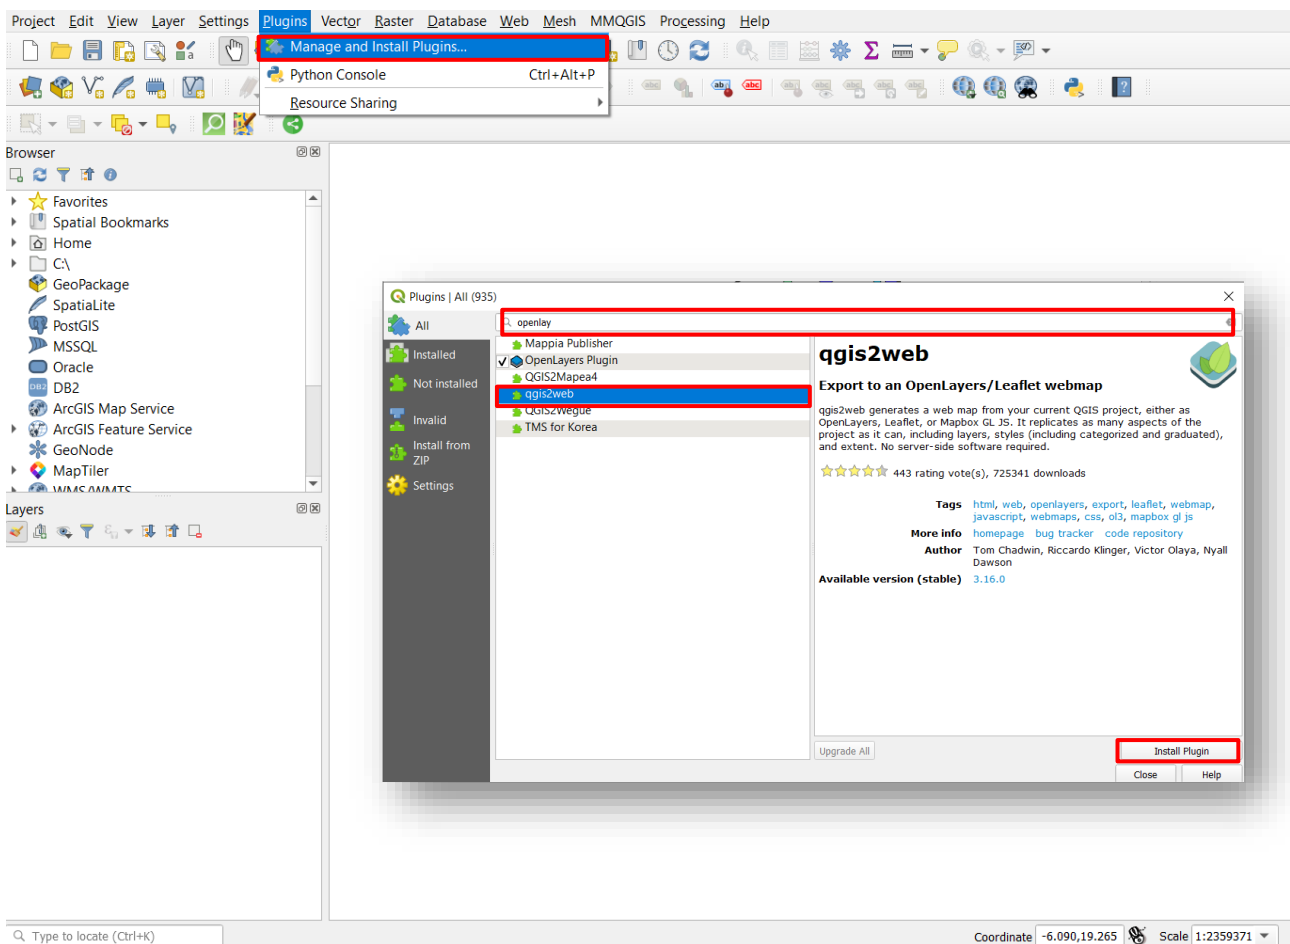 Project Edit View Layer Settings Plugins Vector Raster Database Web Mesh MMQGIS Processing Help
Manage and Install Plugins...
Python Console Ctrl+Alt+P
Resource Sharing
Browser
Favorites
Spatial Bookmarks
Home
C:\
GeoPackage
SpatiaLite
PostGIS
MSSQL
Oracle
DB2
ArcGIS Map Service
ArcGIS Feature Service
GeoNode
MapTiler
WMS/WMTS
Layers
Plugins | All (935)
All
Installed
Not installed
Invalid
Install from
ZIP
Settings
openlay
Mappia Publisher
OpenLayers Plugin
QGIS2Mapea4
qgis2web
QGIS2Wegue
TMS for Korea
qgis2web
Export to an OpenLayers/Leaflet webmap
qgis2web generates a web map from your current QGIS project, either as
OpenLayers, Leaflet, or Mapbox GL JS. It replicates as many aspects of the
project as it can, including layers, styles (including categorized and graduated),
and extent. No server-side software required.
443 rating vote(s), 725341 downloads
Tags html, web, openlayers, export, leaflet, webmap,
javascript, webmaps, css, ol3, mapbox gl js
More info homepage bug tracker code repository
Author Tom Chadwin, Riccardo Klinger, Victor Olaya, Nyall
Dawson
Available version (stable) 3.16.0
Upgrade All
Install Plugin
Close Help
Type to locate (Ctrl+K)
Coordinate -6.090,19.265 Scale 1:2359371